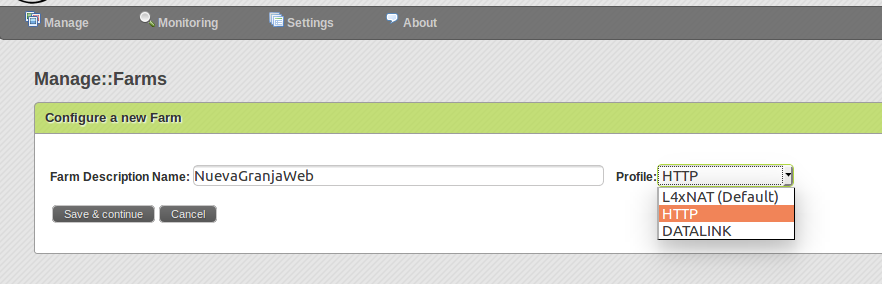 Manage Monitoring Settings About
Manage::Farms
Configure a new Farm
Farm Description Name: NuevaGranjaWeb Profile: HTTP
L4xNAT (Default)
HTTP
DATALINK
Save & continue Cancel